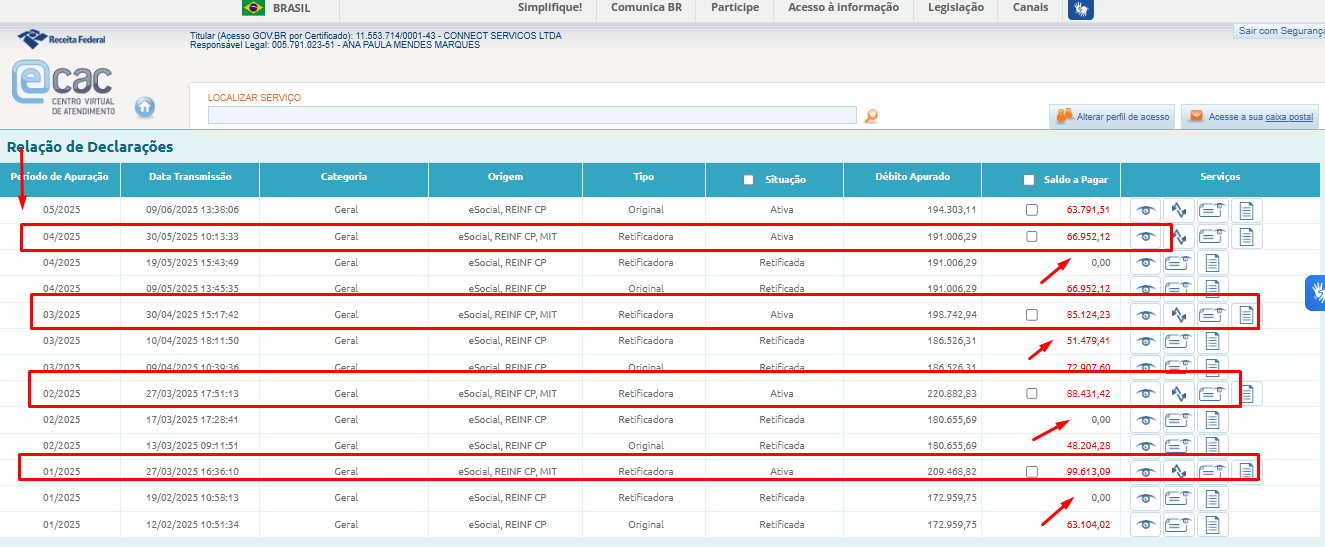 BRASIL Simplifique! Comunica BR Participe Acesso à informação Legislação Canais
Receita Federal
Titular (Acesso GOV.BR por Certificado): 11.553.714/0001-43 - CONNECT SERVICOS LTDA
Responsável Legal: 005.791.023-51 - ANA PAULA MENDES MARQUES
Sair com Segurança
eCAC
CENTRO VIRTUAL
DE ATENDIMENTO
LOCALIZAR SERVIÇO
Alterar perfil de acesso Acesse a sua caixa postal
Relação de Declarações
Período de Apuração Data Transmissão Categoria Origem Tipo Situação Débito Apurado Saldo a Pagar Serviços
05/2025 09/06/2025 13:38:06 Geral eSocial, REINF CP Original Ativa 194.303,11 63.791,51
04/2025 30/05/2025 10:13:33 Geral eSocial, REINF CP, MIT Retificadora Ativa 191.006,29 66.952,12
04/2025 19/05/2025 15:43:49 Geral eSocial, REINF CP Retificadora Retificada 191.006,29 0,00
04/2025 09/05/2025 13:45:35 Geral eSocial, REINF CP Original Retificada 191.006,29 66.952,12
03/2025 30/04/2025 15:17:42 Geral eSocial, REINF CP, MIT Retificadora Ativa 198.742,94 85.124,23
03/2025 10/04/2025 18:11:50 Geral eSocial, REINF CP Retificadora Retificada 186.526,31 51.479,41
03/2025 09/04/2025 10:39:36 Geral eSocial, REINF CP Original Retificada 186.526,31 72.907,60
02/2025 27/03/2025 17:51:13 Geral eSocial, REINF CP, MIT Retificadora Ativa 220.882,83 88.431,42
02/2025 17/03/2025 17:28:41 Geral eSocial, REINF CP Retificadora Retificada 180.655,69 0,00
02/2025 13/03/2025 09:11:51 Geral eSocial, REINF CP Original Retificada 180.655,69 48.204,28
01/2025 27/03/2025 16:36:10 Geral eSocial, REINF CP, MIT Retificadora Ativa 209.468,82 99.613,09
01/2025 19/02/2025 10:58:13 Geral eSocial, REINF CP Retificadora Retificada 172.959,75 0,00
01/2025 12/02/2025 10:51:34 Geral eSocial, REINF CP Original Retificada 172.959,75 63.104,02